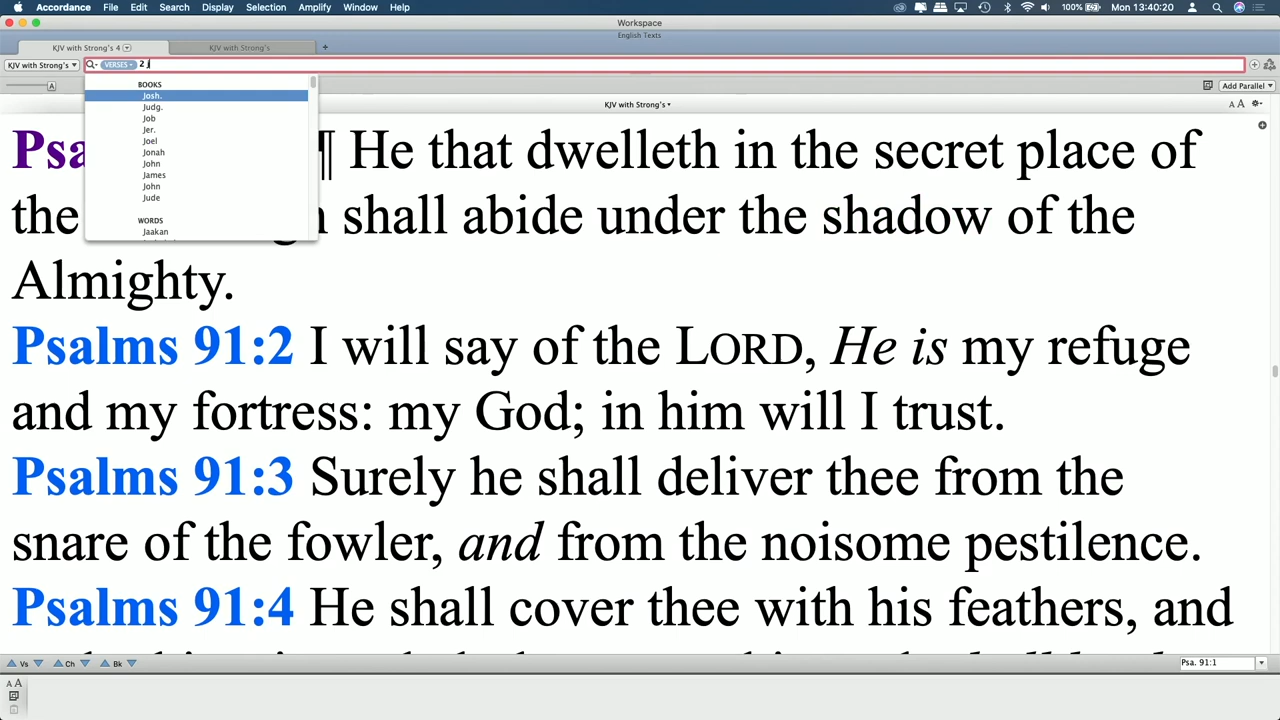 Accordance File Edit Search Display Selection Amplify Window Help 100% Mon 13:40:20
Workspace
English Texts
KJV with Strong's 4 KJV with Strong's +
KJV with Strong's VERSES 2 j
Add Parallel
KJV with Strong's
A A
BOOKS
Josh.
Judg.
Job
Jer.
Joel
Jonah
John
James
John
Jude
WORDS
Jaakan
Psa ¶ He that dwelleth in the secret place of
the shall abide under the shadow of the
Almighty.
Psalms 91:2 I will say of the LORD, He is my refuge
and my fortress: my God; in him will I trust.
Psalms 91:3 Surely he shall deliver thee from the
snare of the fowler, and from the noisome pestilence.
Psalms 91:4 He shall cover thee with his feathers, and
Vs Ch Bk Psa. 91:1
A A